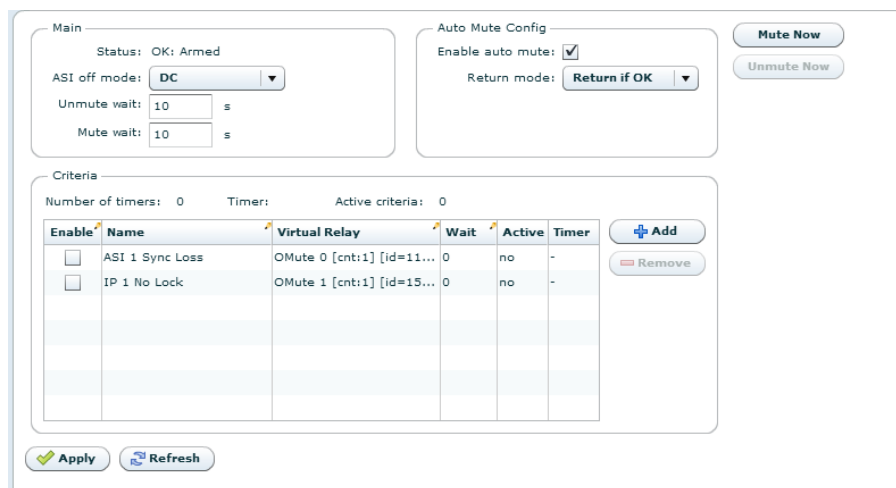 Main
Status: OK: Armed
ASI off mode: DC
Unmute wait: 10 s
Mute wait: 10 s
Auto Mute Config
Enable auto mute:
Return mode: Return if OK
Mute Now
Unmute Now
Criteria
Number of timers: 0 Timer: Active criteria: 0
Enable Name Virtual Relay Wait Active Timer
ASI 1 Sync Loss OMute 0 [cnt:1] [id=11... 0 no -
IP 1 No Lock OMute 1 [cnt:1] [id=15... 0 no -
Add
Remove
Apply Refresh